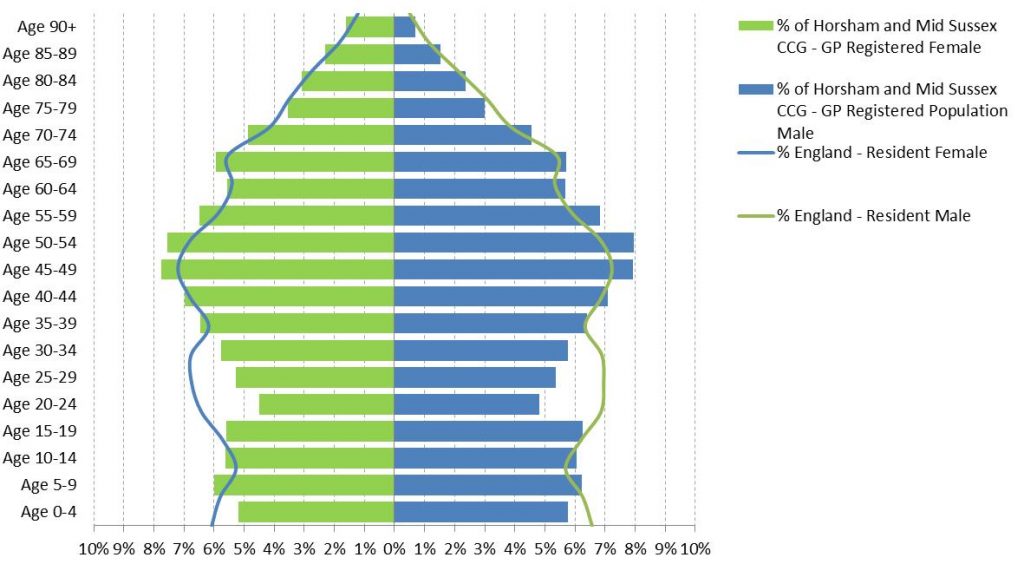 Age 90+
Age 85-89
Age 80-84
Age 75-79
Age 70-74
Age 65-69
Age 60-64
Age 55-59
Age 50-54
Age 45-49
Age 40-44
Age 35-39
Age 30-34
Age 25-29
Age 20-24
Age 15-19
Age 10-14
Age 5-9
Age 0-4
10% 9% 8% 7% 6% 5% 4% 3% 2% 1% 0% 1% 2% 3% 4% 5% 6% 7% 8% 9% 10%
% of Horsham and Mid Sussex
CCG - GP Registered Female
% of Horsham and Mid Sussex
CCG - GP Registered Population
Male
% England - Resident Female
% England - Resident Male